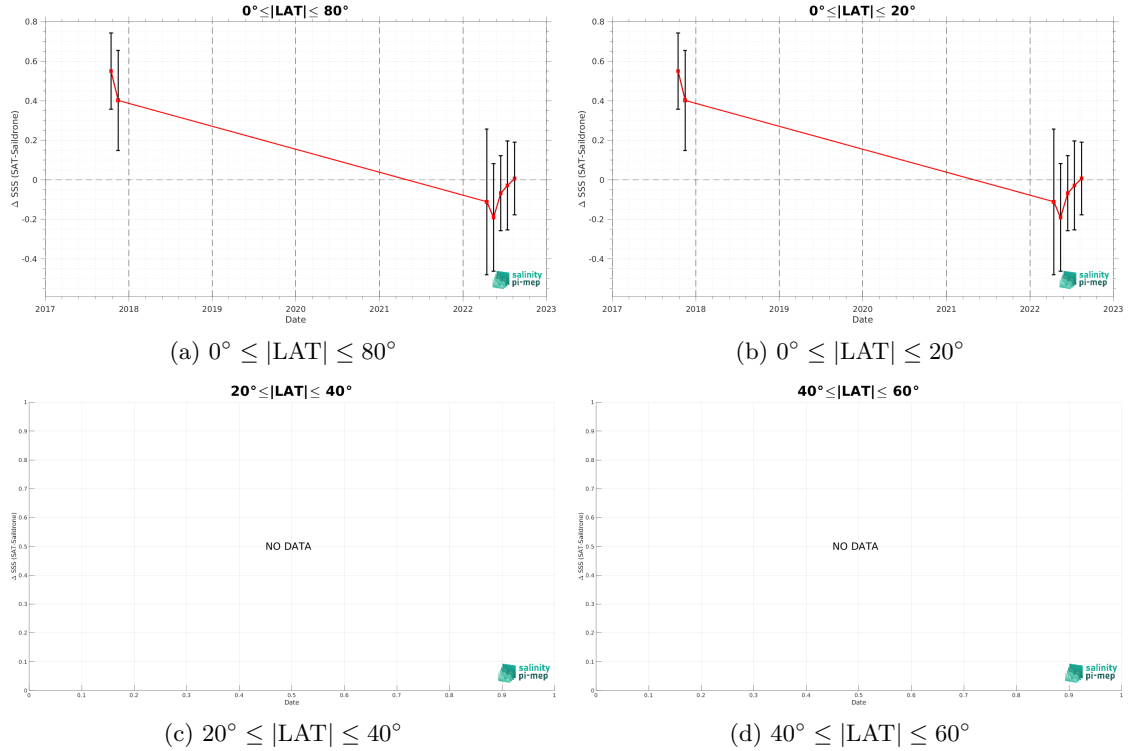 0°≤|LAT|≤ 80°
0.8
0.6
0.4
0.2
0
-0.2
-0.4
Δ SSS (SAT-Saildrone)
2017
2018
2019
2020
2021
2022
2023
Date
salinity
pi-mep
(a) 0° ≤ |LAT| ≤ 80°
0°≤|LAT|≤ 20°
0.8
0.6
0.4
0.2
0
-0.2
-0.4
Δ SSS (SAT-Saildrone)
2017
2018
2019
2020
2021
2022
2023
Date
salinity
pi-mep
(b) 0° ≤ |LAT| ≤ 20°
20°≤|LAT|≤ 40°
1
0.9
0.8
0.7
0.6
0.5
0.4
0.3
0.2
0.1
0
Δ SSS (SAT-Saildrone)
NO DATA
0
0.1
0.2
0.3
0.4
0.5
0.6
0.7
0.8
0.9
1
Date
salinity
pi-mep
(c) 20° ≤ |LAT| ≤ 40°
40°≤|LAT|≤ 60°
1
0.9
0.8
0.7
0.6
0.5
0.4
0.3
0.2
0.1
0
Δ SSS (SAT-Saildrone)
NO DATA
0
0.1
0.2
0.3
0.4
0.5
0.6
0.7
0.8
0.9
1
Date
salinity
pi-mep
(d) 40° ≤ |LAT| ≤ 60°